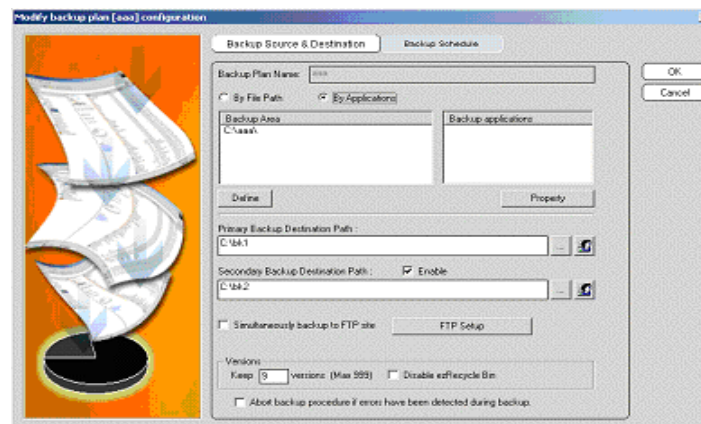 Modify backup plan [aaa] configuration
Backup Source & Destination
Backup Schedule
OK
Cancel
Backup Plan Name:
aaa
By File Path
By Applications
Backup Area
Backup applications
C:\aaa\
Define
Property
Primary Backup Destination Path :
C:\bk1
...
Secondary Backup Destination Path :
Enable
C:\bk2
...
Simultaneously backup to FTP site
FTP Setup
Versions
Keep 9 versions (Max 999)
Disable ezRecycle Bin
Abort backup procedure if errors have been detected during backup.